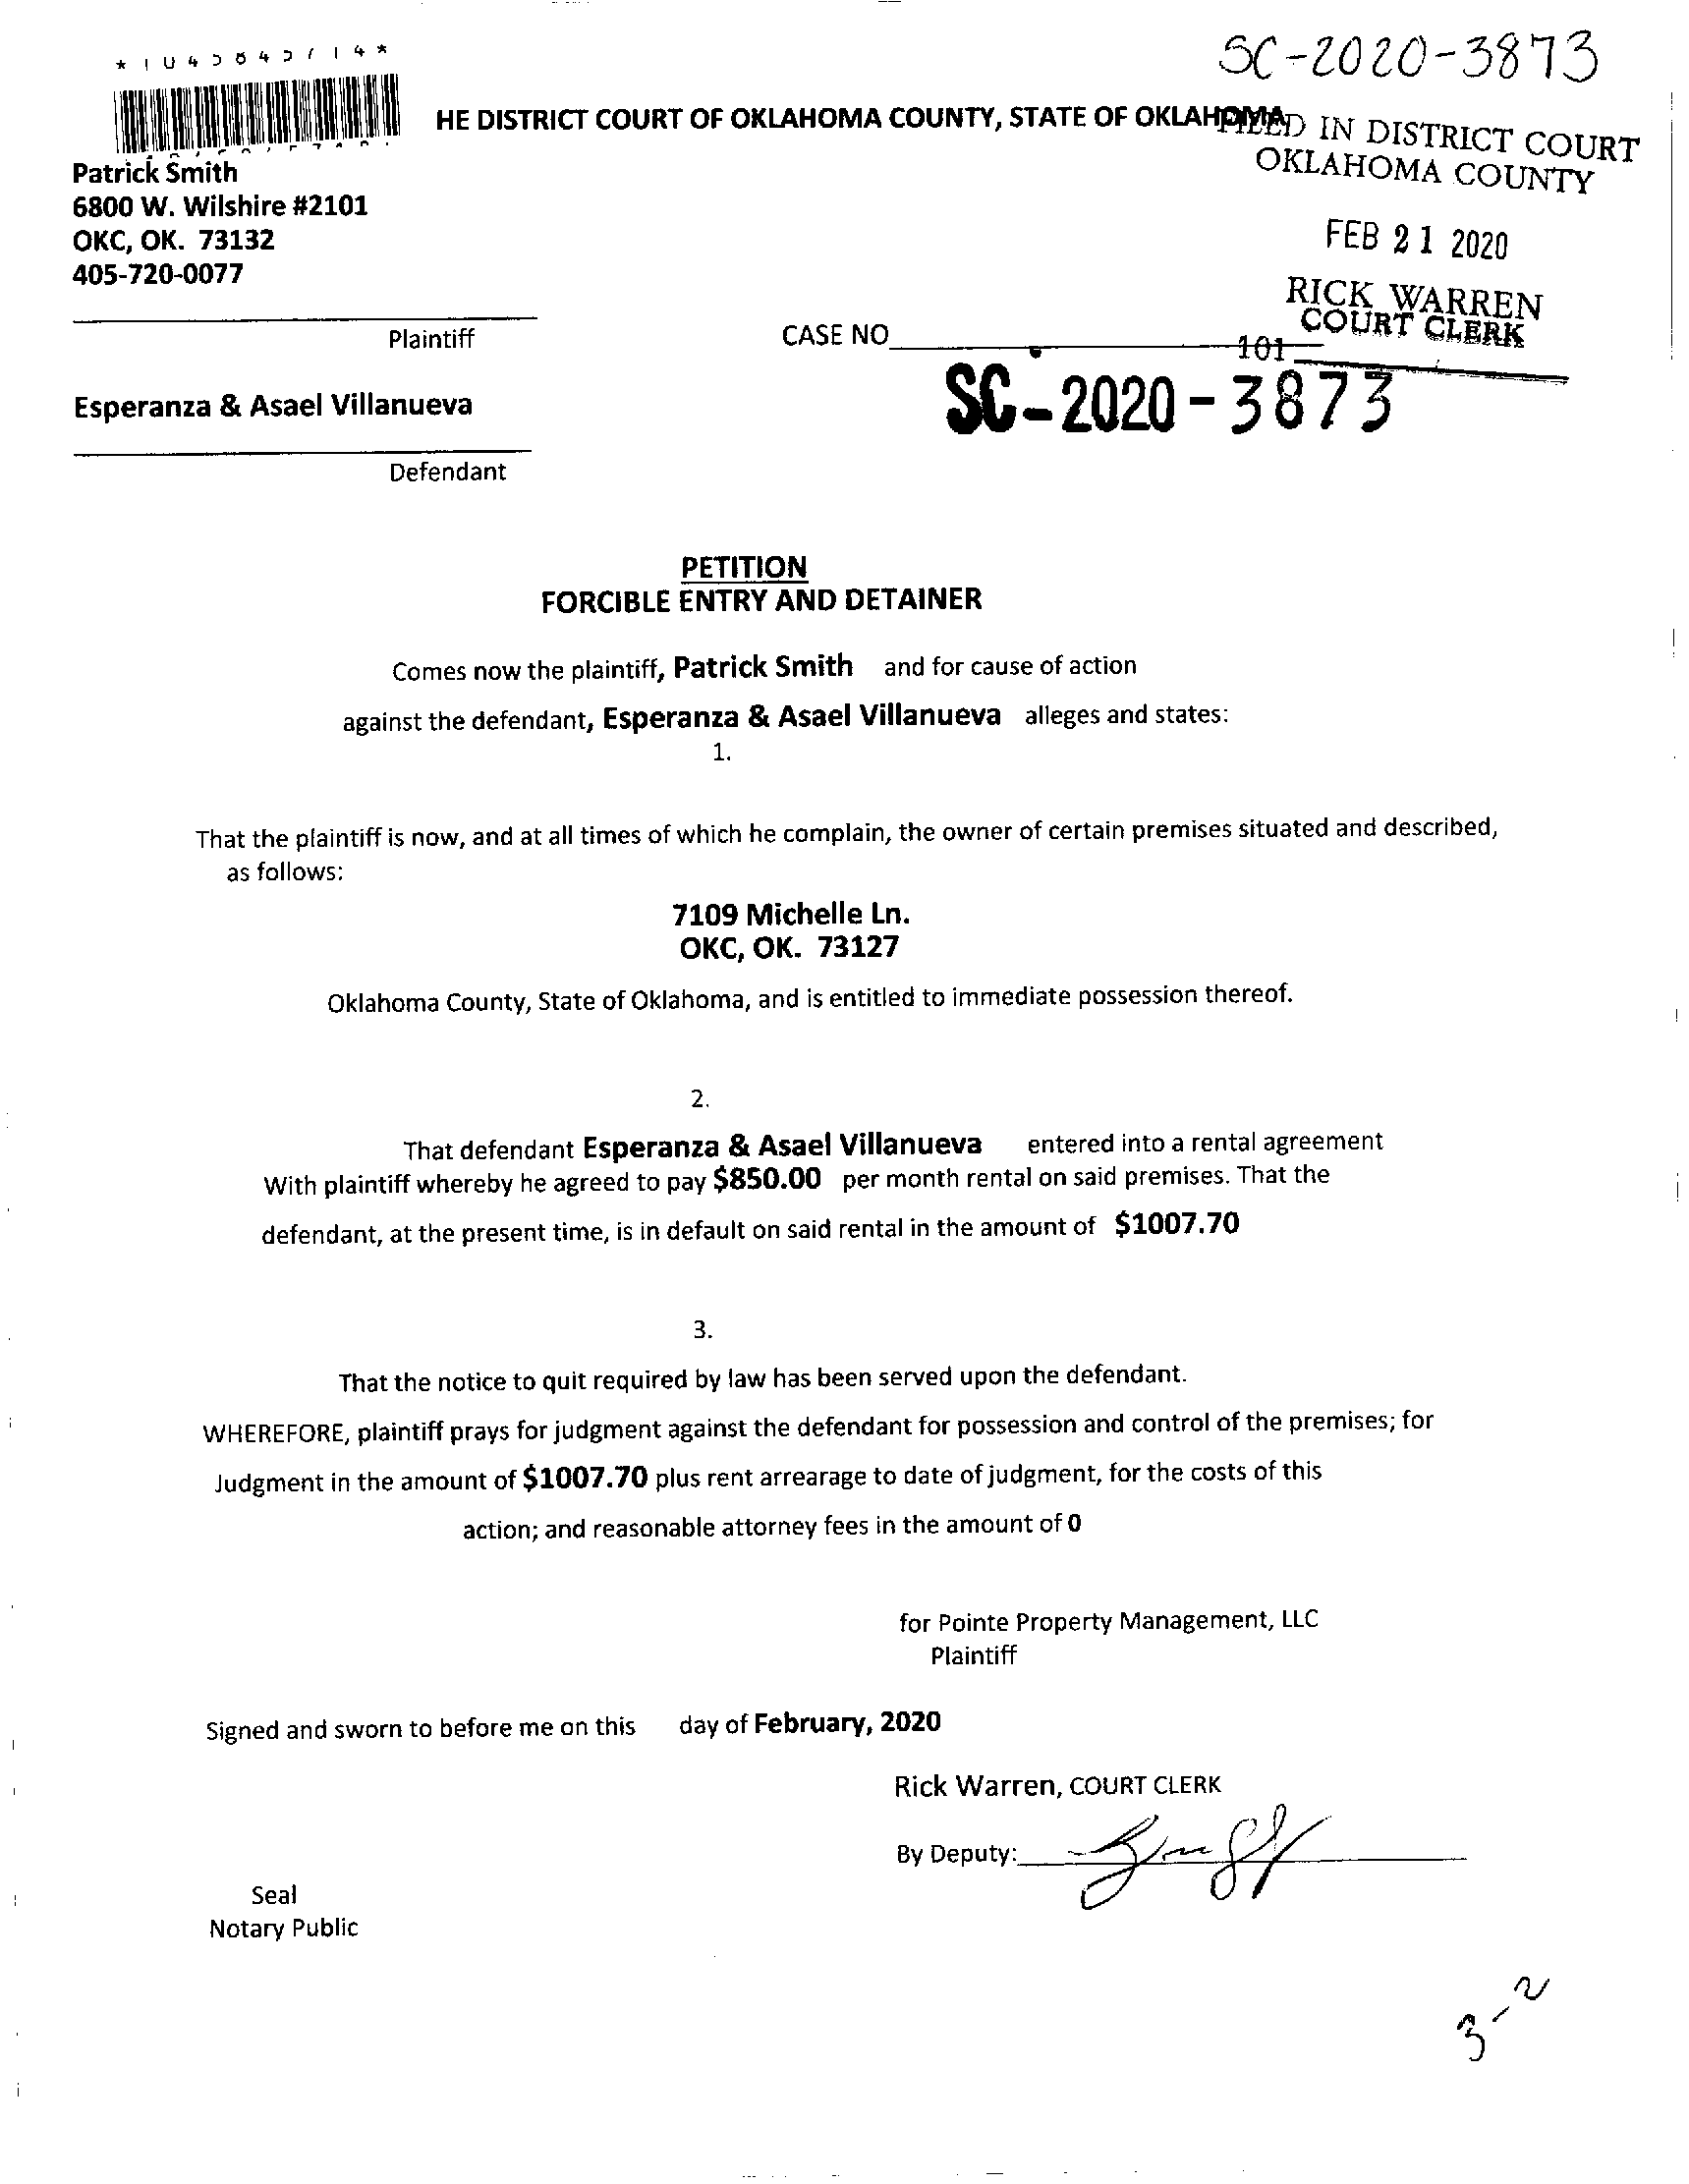 SC-2020-3873
HE DISTRICT COURT OF OKLAHOMA COUNTY, STATE OF OKLAHOMA
FILED IN DISTRICT COURT
OKLAHOMA COUNTY
Patrick Smith
6800 W. Wilshire #2101
OKC, OK. 73132
405-720-0077
FEB 21 2020
RICK WARREN
COURT CLERK
Plaintiff
CASE NO
101
SC-2020-3873
Esperanza & Asael Villanueva
Defendant
PETITION
FORCIBLE ENTRY AND DETAINER
Comes now the plaintiff, Patrick Smith and for cause of action
against the defendant, Esperanza & Asael Villanueva alleges and states:
1.
That the plaintiff is now, and at all times of which he complain, the owner of certain premises situated and described,
as follows:
7109 Michelle Ln.
OKC, OK. 73127
Oklahoma County, State of Oklahoma, and is entitled to immediate possession thereof.
2.
That defendant Esperanza & Asael Villanueva entered into a rental agreement
With plaintiff whereby he agreed to pay $850.00 per month rental on said premises. That the
defendant, at the present time, is in default on said rental in the amount of $1007.70
3.
That the notice to quit required by law has been served upon the defendant.
WHEREFORE, plaintiff prays for judgment against the defendant for possession and control of the premises; for
Judgment in the amount of $1007.70 plus rent arrearage to date of judgment, for the costs of this
action; and reasonable attorney fees in the amount of 0
for Pointe Property Management, LLC
Plaintiff
Signed and sworn to before me on this day of February, 2020
Rick Warren, COURT CLERK
By Deputy:
Seal
Notary Public
3-2